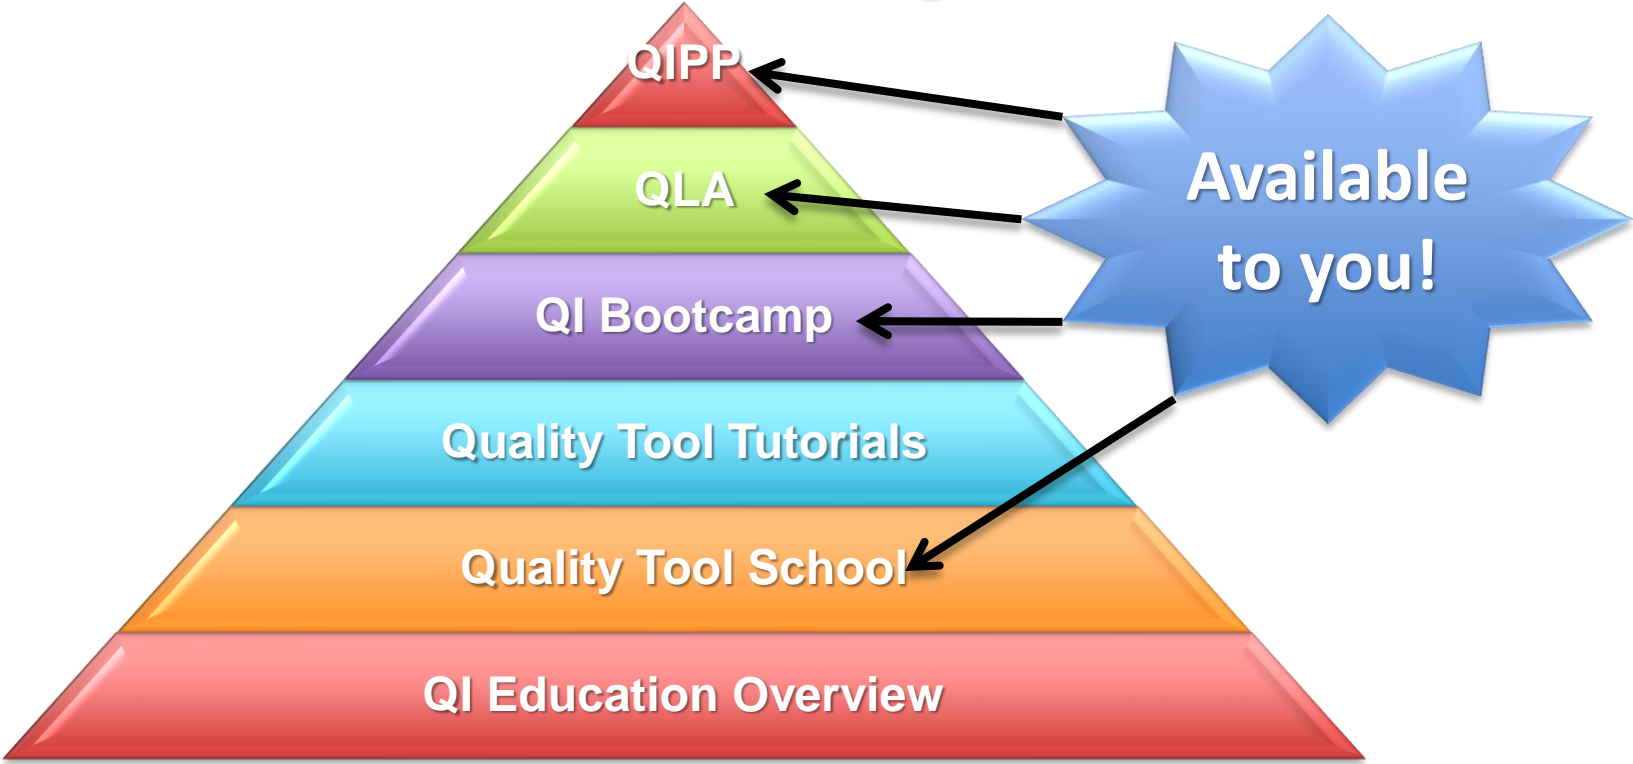 QIPP
QLA
QI Bootcamp
Quality Tool Tutorials
Quality Tool School
QI Education Overview
Available
to you!